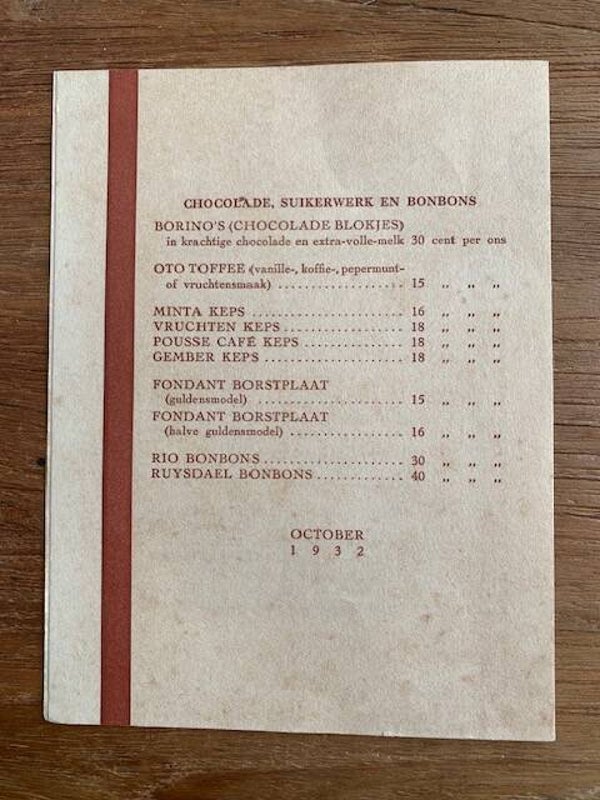 CHOCOLADE, SUIKERWERK EN BONBONS
BORINO'S (CHOCOLADE BLOKJES)
in krachtige chocolade en extra-volle-melk 30 cent per ons
OTO TOFFEE (vanille-, koffie-, pepermunt-
of vruchtensmaak) .................. 15 „ „ „
MINTA KEPS ...................... 16 „ „ „
VRUCHTEN KEPS ................. 18 „ „ „
POUSSE CAFÉ KEPS .............. 18 „ „ „
GEMBER KEPS .................... 18 „ „ „
FONDANT BORSTPLAAT
(guldensmodel) ..................... 15 „ „ „
FONDANT BORSTPLAAT
(halve guldensmodel) ................ 16 „ „ „
RIO BONBONS .................... 30 „ „ „
RUYSDAEL BONBONS ............. 40 „ „ „
OCTOBER
1 9 3 2